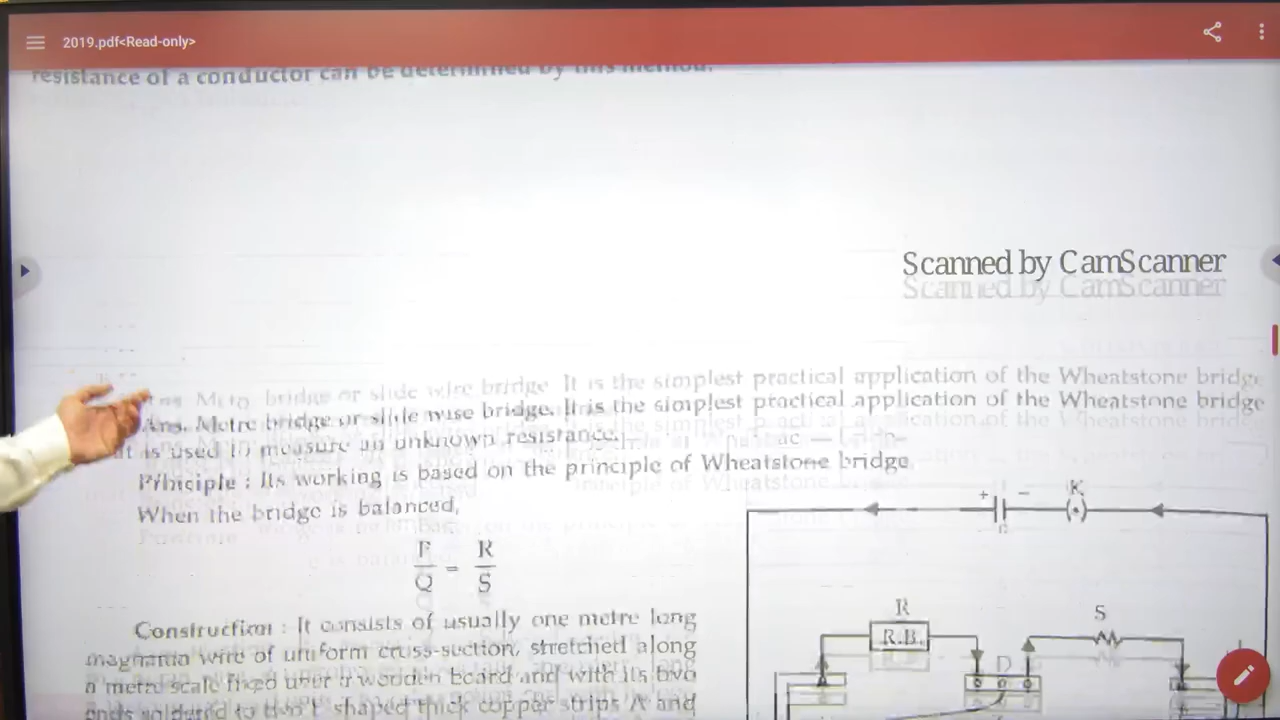 2019.pdf<Read-only>
resistance of a conductor can be determined by this method.
Scanned by CamScanner
Ans. Metre bridge or slide wire bridge. It is the simplest practical application of the Wheatstone bridge
it is used to measure an unknown resistance.
Principle : Its working is based on the principle of Wheatstone bridge
When the bridge is balanced,
P/Q = R/S
+ − K
Construction : It consists of usually one metre long
R S
magnanin wire of uniform cross-section, stretched along
R.B.
D
a metre scale fixed over a wooden board and with its two
ends soldered to two L shaped thick copper strips A and